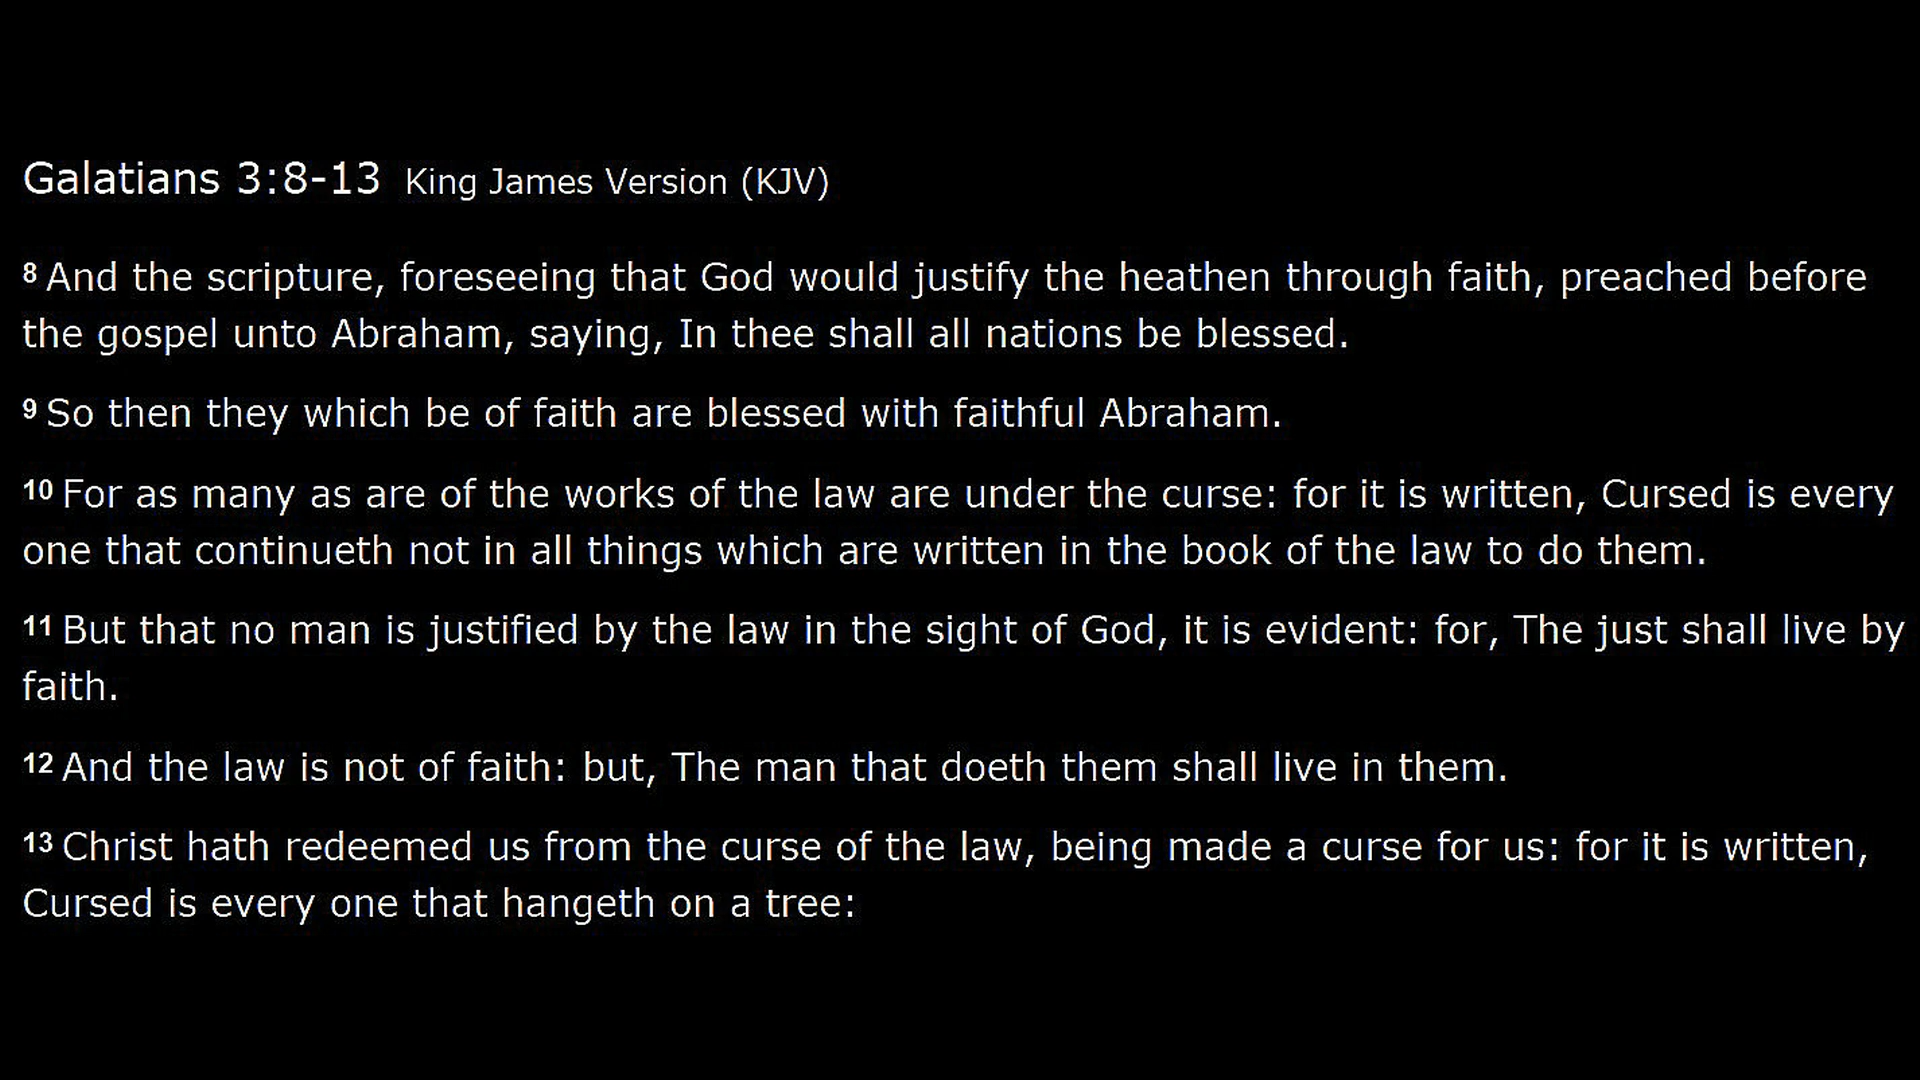 Galatians 3:8-13 King James Version (KJV)
8 And the scripture, foreseeing that God would justify the heathen through faith, preached before
the gospel unto Abraham, saying, In thee shall all nations be blessed.
9 So then they which be of faith are blessed with faithful Abraham.
10 For as many as are of the works of the law are under the curse: for it is written, Cursed is every
one that continueth not in all things which are written in the book of the law to do them.
11 But that no man is justified by the law in the sight of God, it is evident: for, The just shall live by
faith.
12 And the law is not of faith: but, The man that doeth them shall live in them.
13 Christ hath redeemed us from the curse of the law, being made a curse for us: for it is written,
Cursed is every one that hangeth on a tree: